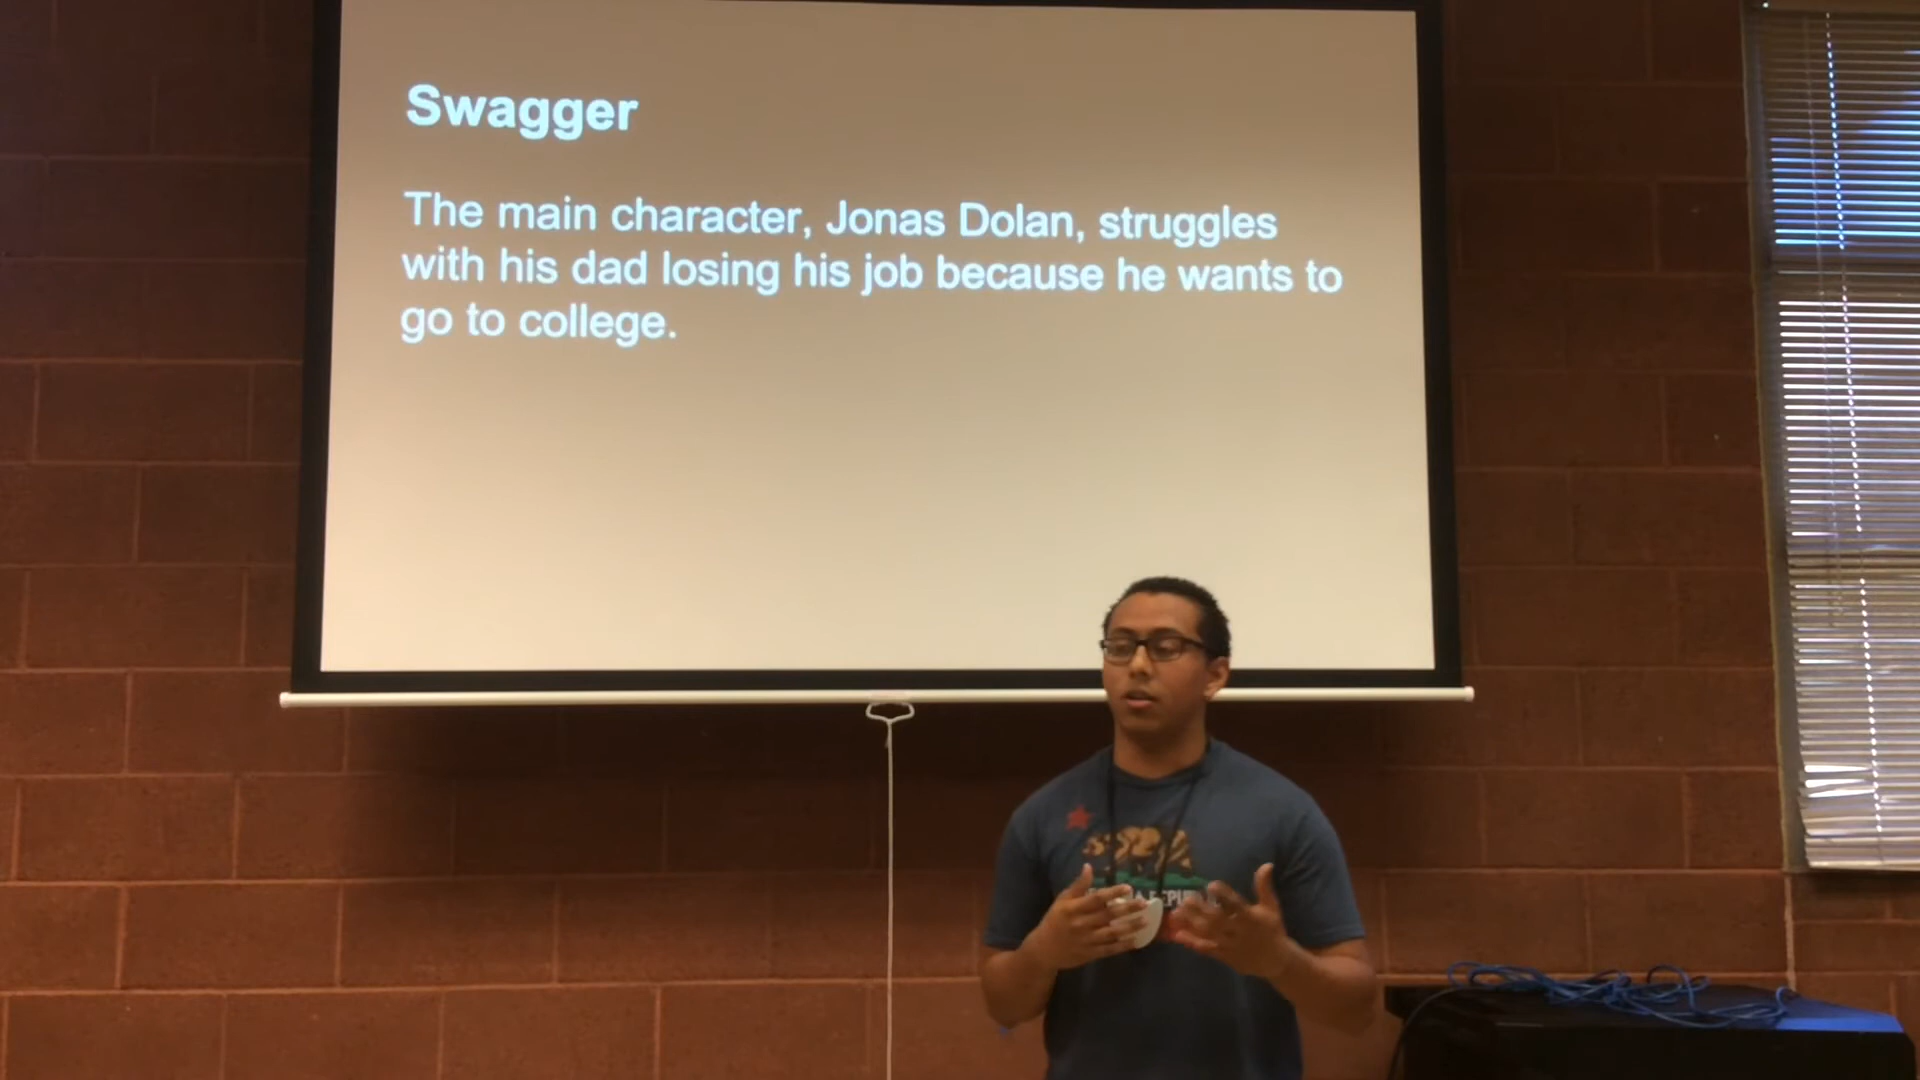 Swagger
The main character, Jonas Dolan, struggles
with his dad losing his job because he wants to
go to college.